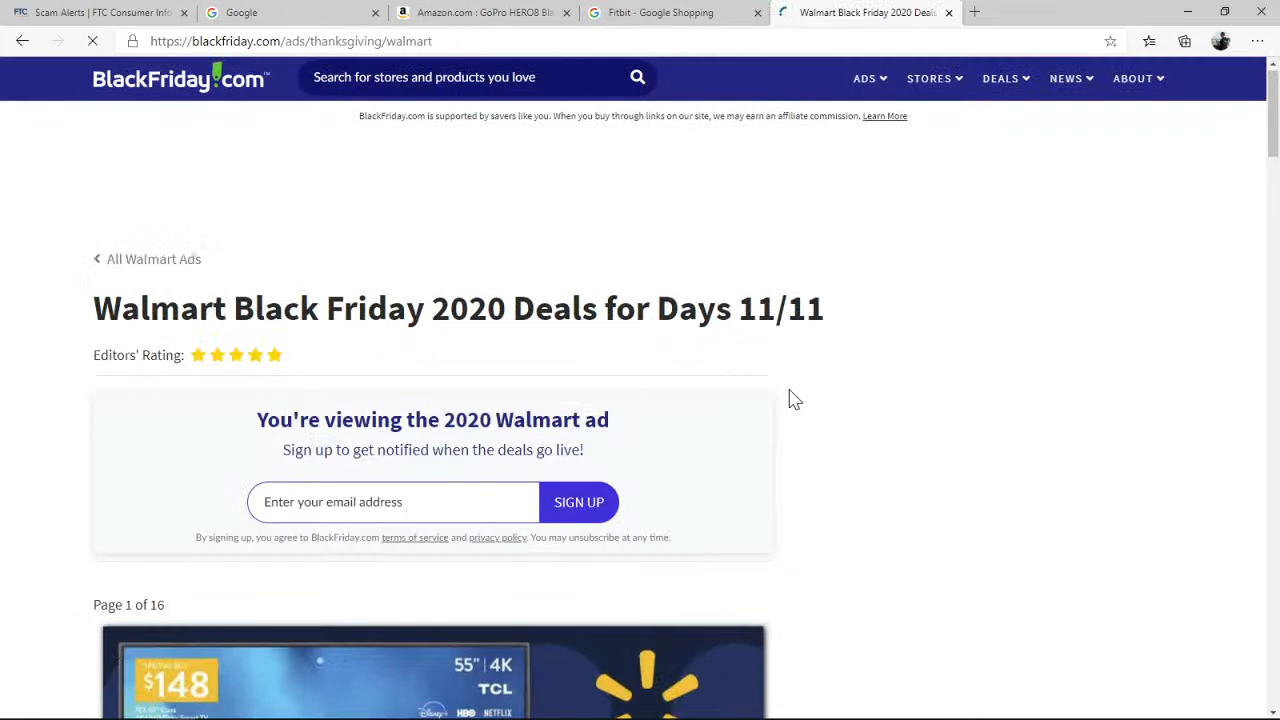 FTC Scam Alerts | FTC Consumer Info
Google
Amazon.com : GoPro HERO8 Bla
Fitbit - Google Shopping
Walmart Black Friday 2020 Deals
https://blackfriday.com/ads/thanksgiving/walmart
BlackFriday.com
Search for stores and products you love
ADS
STORES
DEALS
NEWS
ABOUT
BlackFriday.com is supported by savers like you. When you buy through links on our site, we may earn an affiliate commission. Learn More
All Walmart Ads
Walmart Black Friday 2020 Deals for Days 11/11
Editors' Rating:
You're viewing the 2020 Walmart ad
Sign up to get notified when the deals go live!
Enter your email address
SIGN UP
By signing up, you agree to BlackFriday.com terms of service and privacy policy. You may unsubscribe at any time.
Page 1 of 16
SPECIAL BUY
$148
55" | 4K
TCL
Disney+ HBO NETFLIX